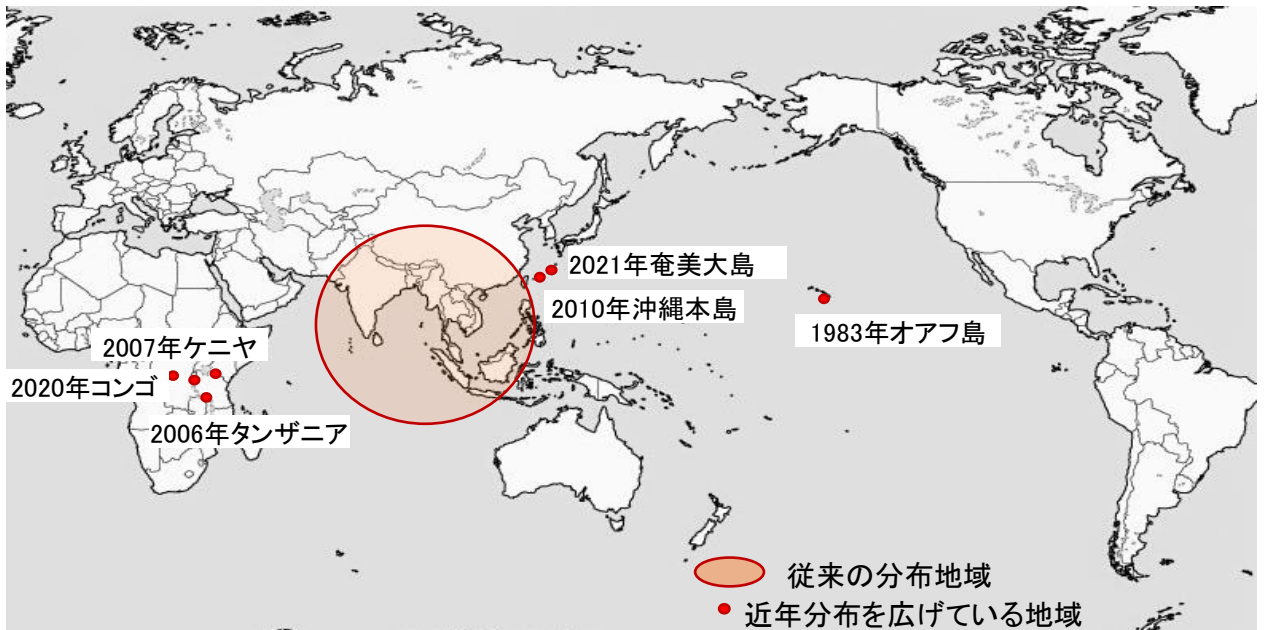 2021年奄美大島
2010年沖縄本島
1983年オアフ島
2007年ケニヤ
2020年コンゴ
2006年タンザニア
従来の分布地域
近年分布を広げている地域